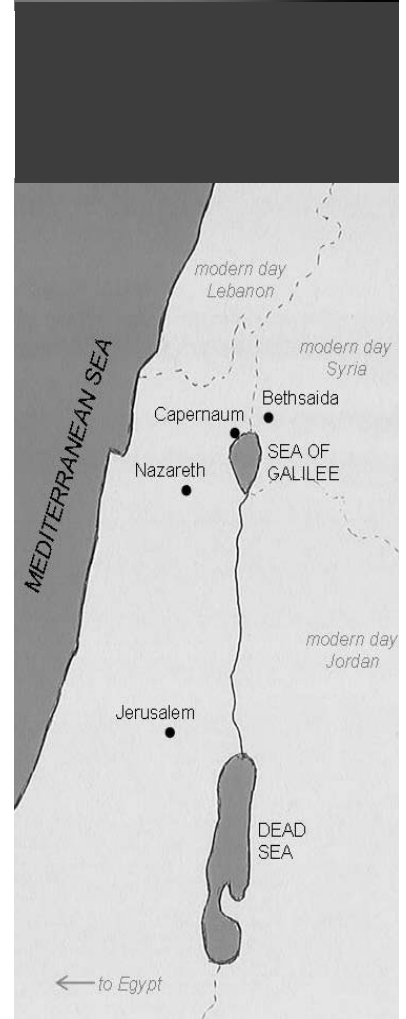 modern day
Lebanon
modern day
Syria
MEDITERRANEAN SEA
Bethsaida
Capernaum
SEA OF
GALILEE
Nazareth
modern day
Jordan
Jerusalem
DEAD
SEA
to Egypt